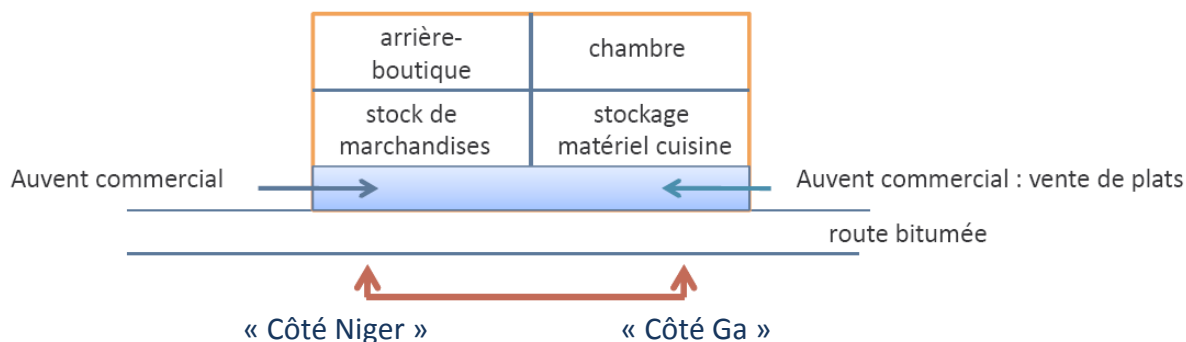 arrière-
boutique
chambre
stock de
marchandises
stockage
matériel cuisine
Auvent commercial
Auvent commercial : vente de plats
route bitumée
« Côté Niger »
« Côté Ga »